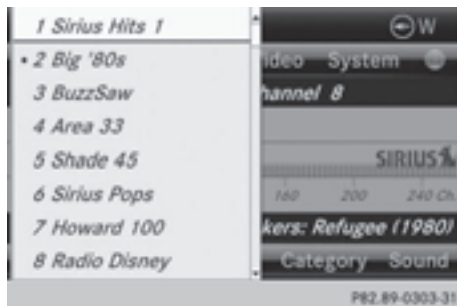 1 Sirius Hits 1
W
• 2 Big '80s
ideo System
3 BuzzSaw
hannel 8
4 Area 33
5 Shade 45
SIRIUS
6 Sirius Pops
160 200 240 Ch.
7 Howard 100
kers: Refugee (1980)
8 Radio Disney
Category Sound
P82.89-0303-31